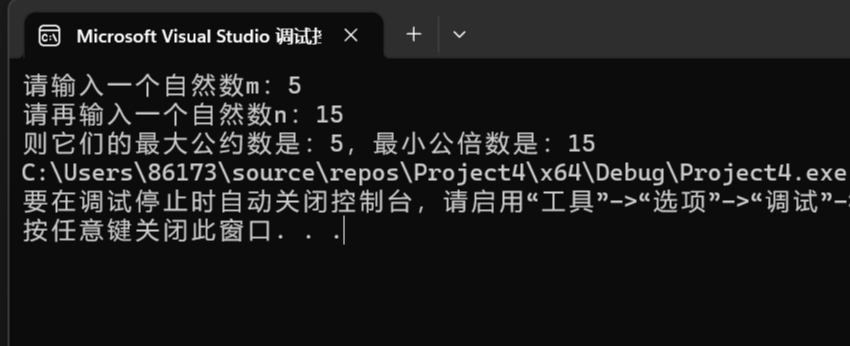 Microsoft Visual Studio 调试
请输入一个自然数m: 5
请再输入一个自然数n: 15
则它们的最大公约数是: 5, 最小公倍数是: 15
C:\Users\86173\source\repos\Project4\x64\Debug\Project4.exe
要在调试停止时自动关闭控制台, 请启用“工具”->“选项”->“调试”-
按任意键关闭此窗口. . .